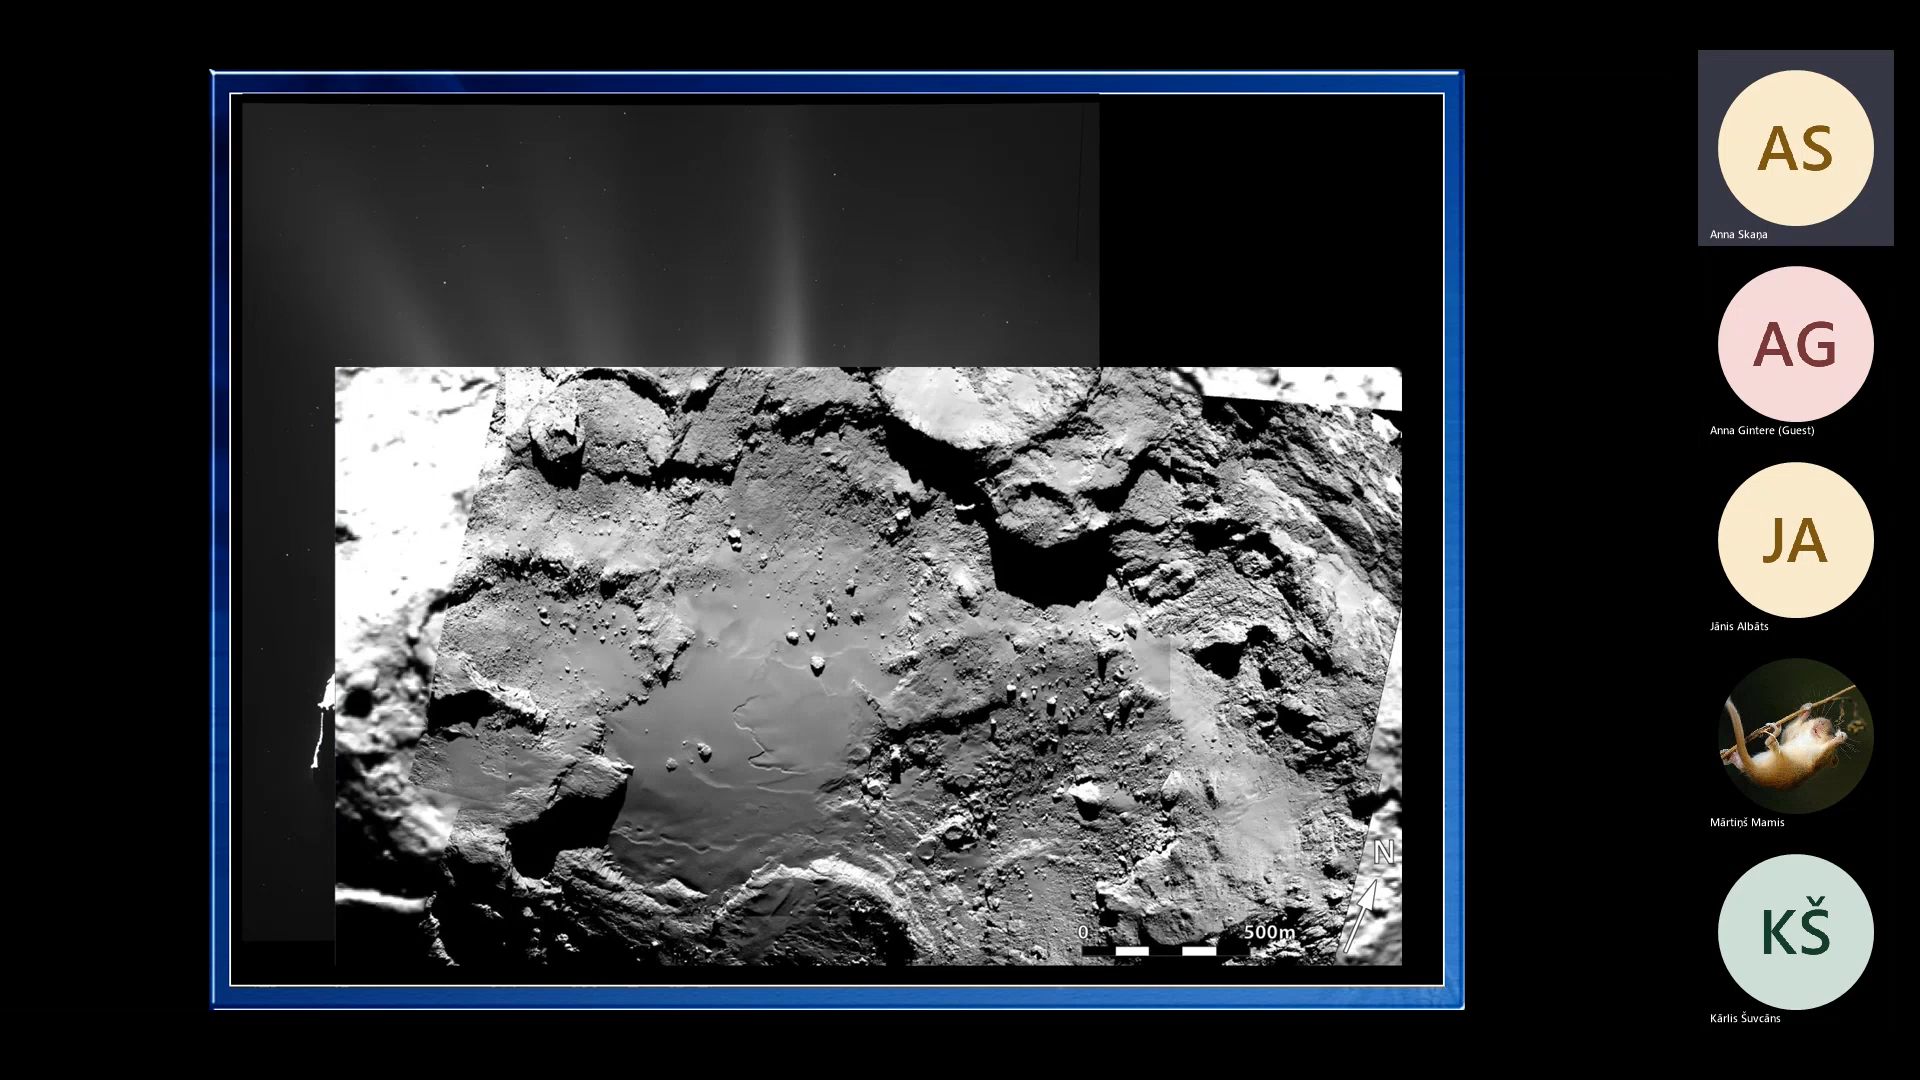 AS
Anna Skaņa
AG
Anna Gintere (Guest)
JA
Jānis Albāts
Mārtiņš Mamis
N
0 500m
KŠ
Kārlis Šuvcāns